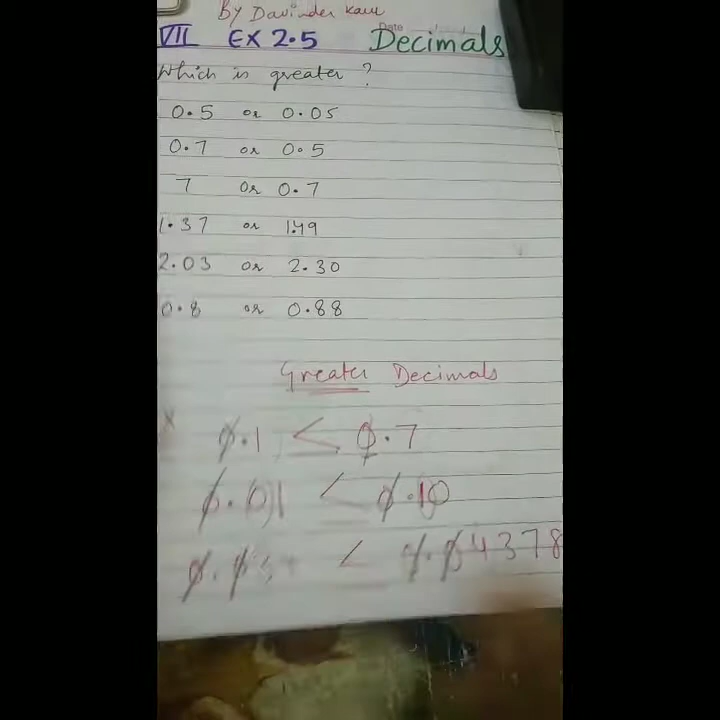 By Davinder Kaur
VII EX 2.5 Date Decimals
Which is greater ?
0.5 or 0.05
0.7 or 0.5
7 or 0.7
1.37 or 1.49
2.03 or 2.30
0.8 or 0.88
Greater Decimals
0.1 < 0.7
0.01 < 0.10
<